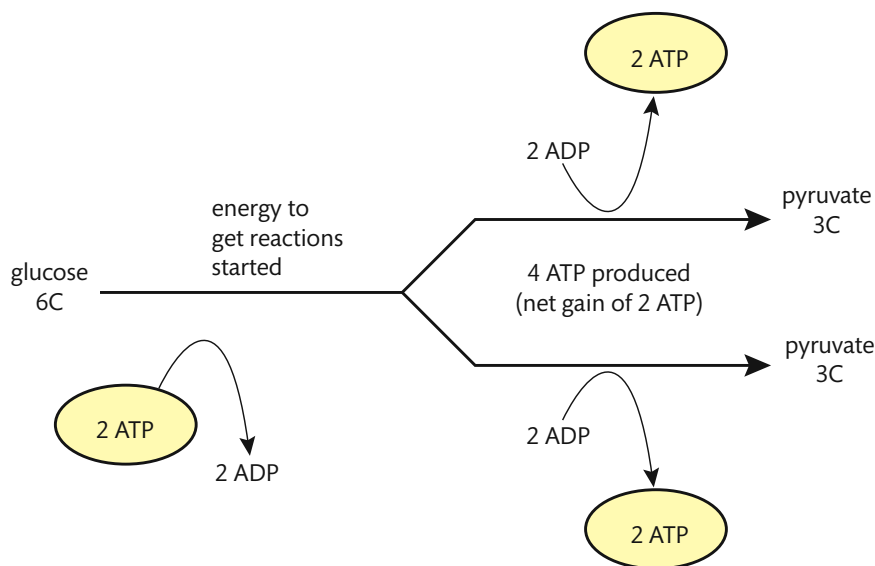 2 ATP
2 ADP
pyruvate
3C
energy to
get reactions
started
glucose
6C
4 ATP produced
(net gain of 2 ATP)
pyruvate
3C
2 ATP
2 ADP
2 ADP
2 ATP